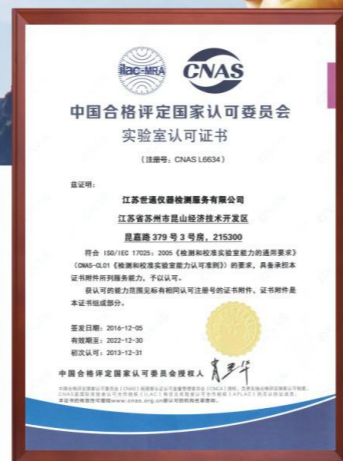 ilac-MRA
CNAS
中国合格评定国家认可委员会
实验室认可证书
（注册号：CNAS L6634）
兹证明：
江苏世通仪器检测服务有限公司
江苏省苏州市昆山经济技术开发区
昆嘉路 379 号 3 号房，215300
符合 ISO/IEC 17025：2005《检测和校准实验室能力的通用要求》
（CNAS-CL01《检测和校准实验室能力认可准则》）的要求，具备承担本
证书附件所列服务能力，予以认可。
获认可的能力范围见标有相同认可注册号的证书附件，证书附件是
本证书组成部分。
签发日期：2016-12-05
有效期至：2022-12-30
初次认可：2013-12-31
中国合格评定国家认可委员会授权人